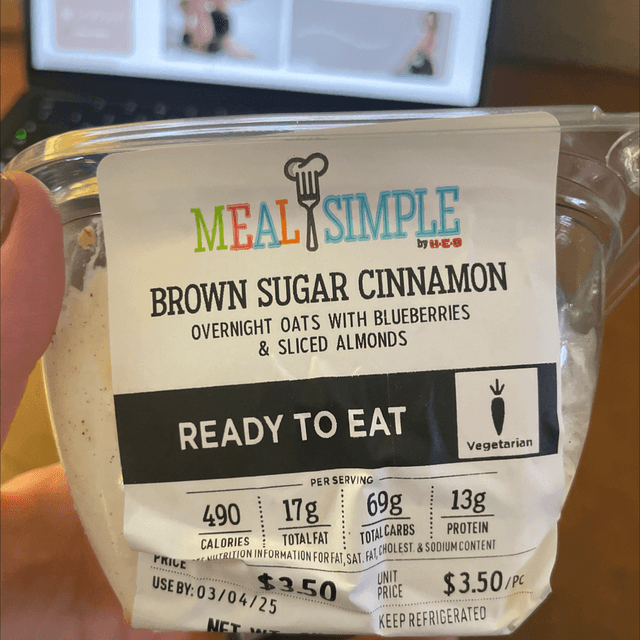 MEAL SIMPLE
by H-E-B
BROWN SUGAR CINNAMON
OVERNIGHT OATS WITH BLUEBERRIES
& SLICED ALMONDS
READY TO EAT
Vegetarian
PER SERVING
490 17g 69g 13g
CALORIES TOTAL FAT TOTAL CARBS PROTEIN
NUTRITION INFORMATION FOR FAT, SAT. FAT, CHOLEST. & SODIUM CONTENT
PRICE $3.50 UNIT PRICE $3.50/PC
USE BY: 03/04/25
KEEP REFRIGERATED
NET